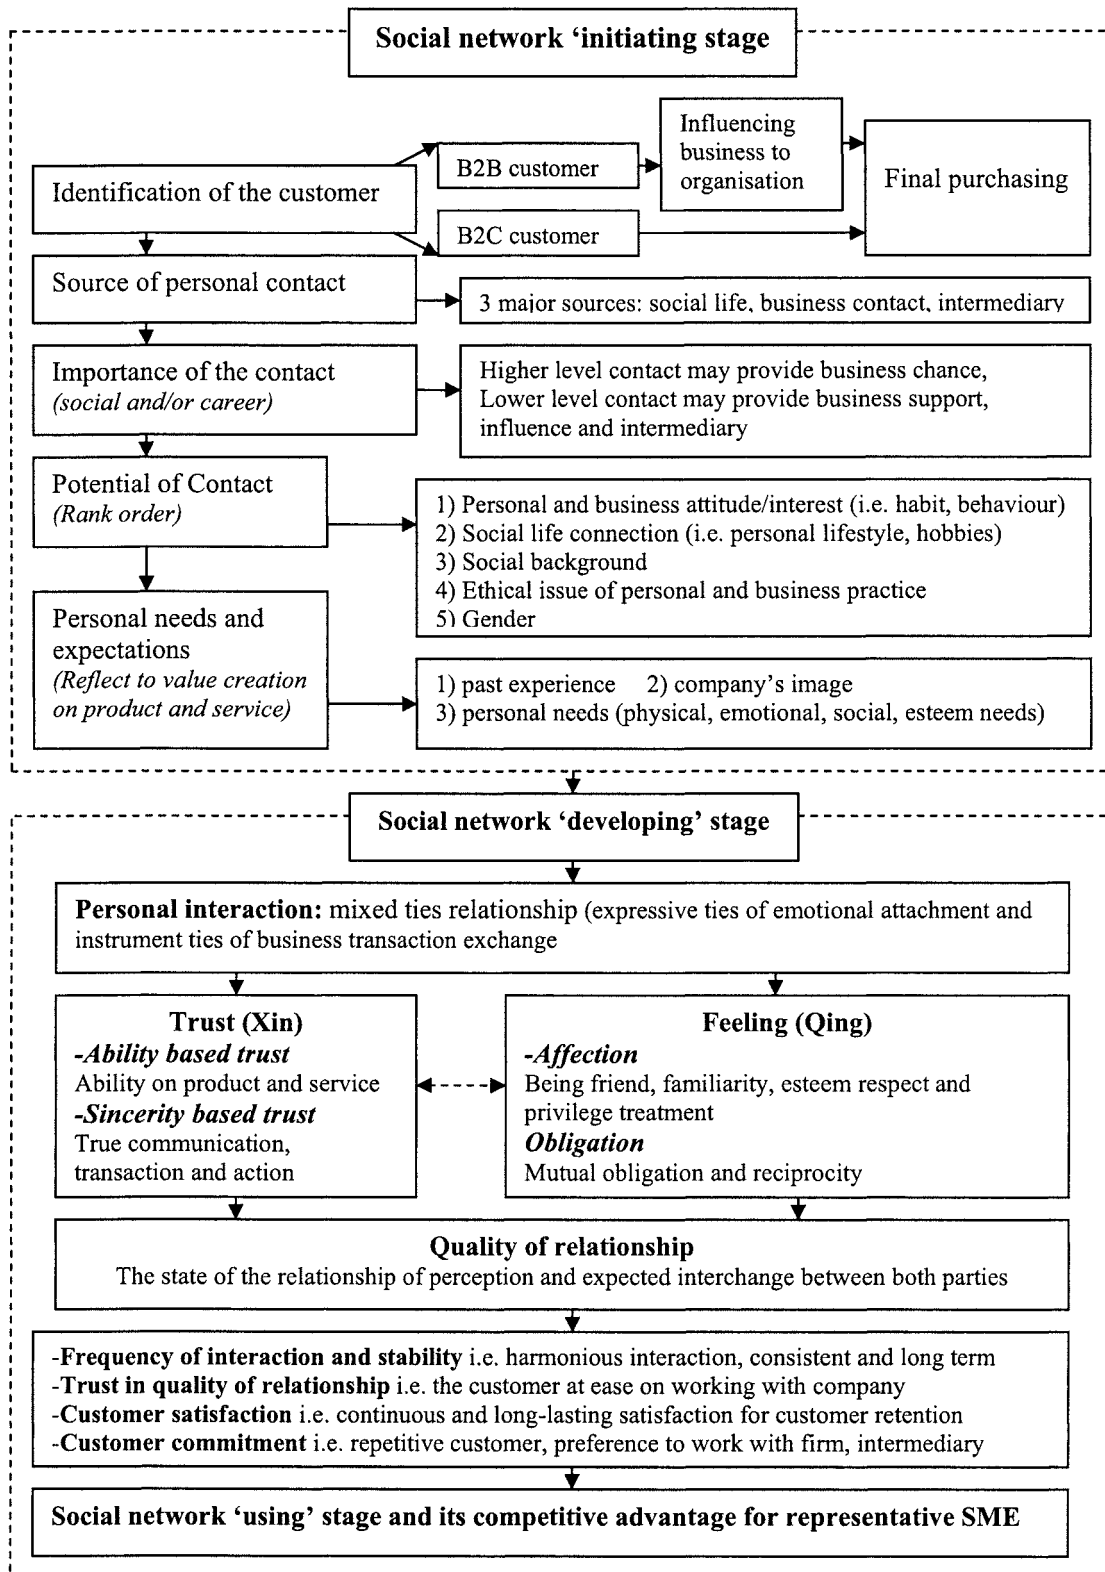 Social network ‘initiating stage
Influencing
business to
organisation
B2B customer
Final purchasing
Identification of the customer
B2C customer
Source of personal contact
3 major sources: social life, business contact, intermediary
Importance of the contact
(social and/or career)
Higher level contact may provide business chance,
Lower level contact may provide business support,
influence and intermediary
Potential of Contact
(Rank order)
1) Personal and business attitude/interest (i.e. habit, behaviour)
2) Social life connection (i.e. personal lifestyle, hobbies)
3) Social background
4) Ethical issue of personal and business practice
5) Gender
Personal needs and
expectations
(Reflect to value creation
on product and service)
1) past experience 2) company’s image
3) personal needs (physical, emotional, social, esteem needs)
Social network ‘developing’ stage
Personal interaction: mixed ties relationship (expressive ties of emotional attachment and
instrument ties of business transaction exchange
Trust (Xin)
-Ability based trust
Ability on product and service
-Sincerity based trust
True communication,
transaction and action
Feeling (Qing)
-Affection
Being friend, familiarity, esteem respect and
privilege treatment
Obligation
Mutual obligation and reciprocity
Quality of relationship
The state of the relationship of perception and expected interchange between both parties
-Frequency of interaction and stability i.e. harmonious interaction, consistent and long term
-Trust in quality of relationship i.e. the customer at ease on working with company
-Customer satisfaction i.e. continuous and long-lasting satisfaction for customer retention
-Customer commitment i.e. repetitive customer, preference to work with firm, intermediary
Social network ‘using’ stage and its competitive advantage for representative SME